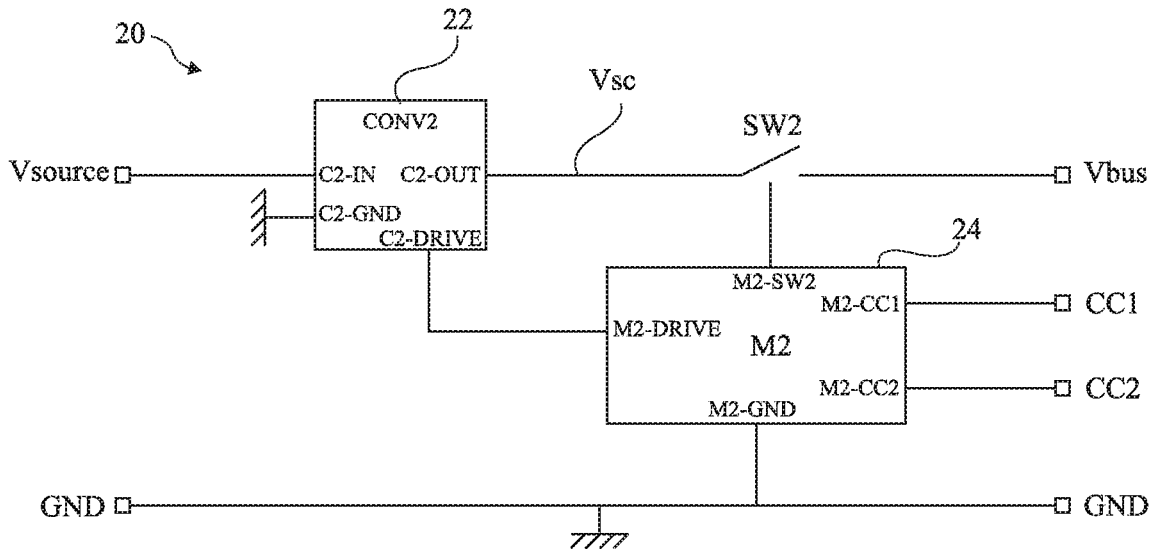 20
22
CONV2
Vsc
SW2
Vsource
C2-IN
C2-OUT
Vbus
C2-GND
C2-DRIVE
24
M2-SW2
M2-CC1
CC1
M2-DRIVE
M2
M2-CC2
CC2
M2-GND
GND
GND